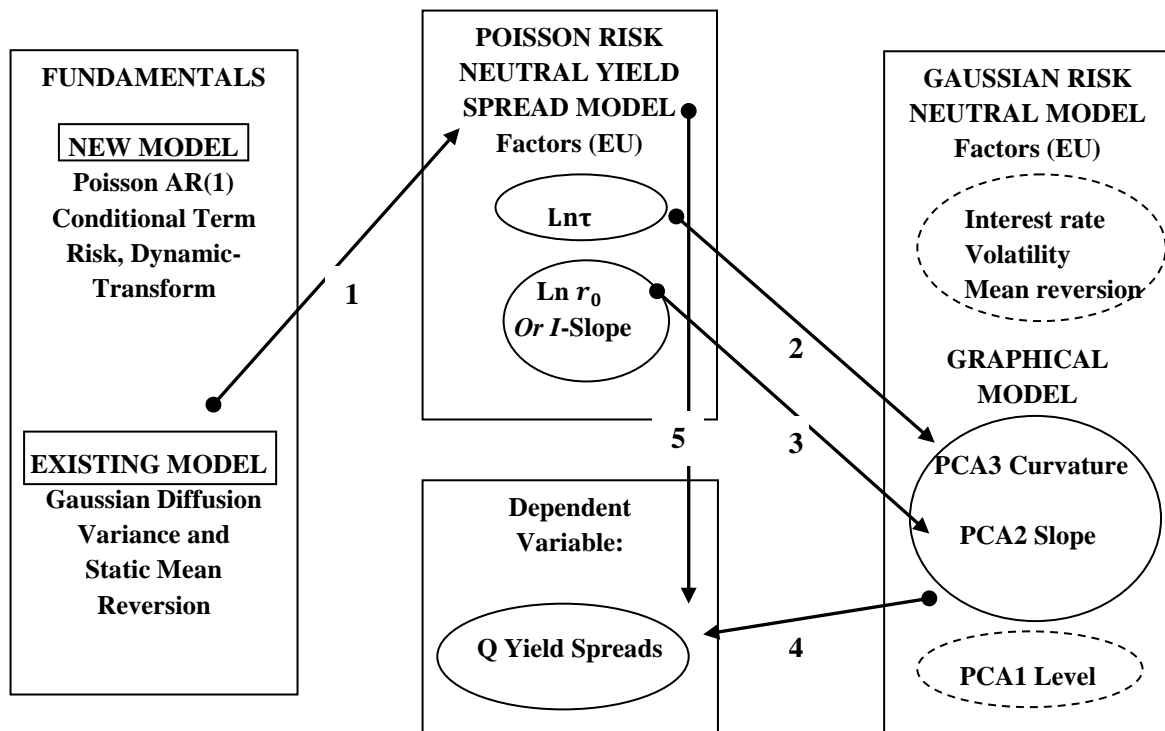 FUNDAMENTALS
NEW MODEL
Poisson AR(1)
Conditional Term
Risk, Dynamic-
Transform
EXISTING MODEL
Gaussian Diffusion
Variance and
Static Mean
Reversion
1
POISSON RISK
NEUTRAL YIELD
SPREAD MODEL
Factors (EU)
Lnτ
Ln r₀
Or I-Slope
5
Dependent
Variable:
Q Yield Spreads
2
3
4
GAUSSIAN RISK
NEUTRAL MODEL
Factors (EU)
Interest rate
Volatility
Mean reversion
GRAPHICAL
MODEL
PCA3 Curvature
PCA2 Slope
PCA1 Level